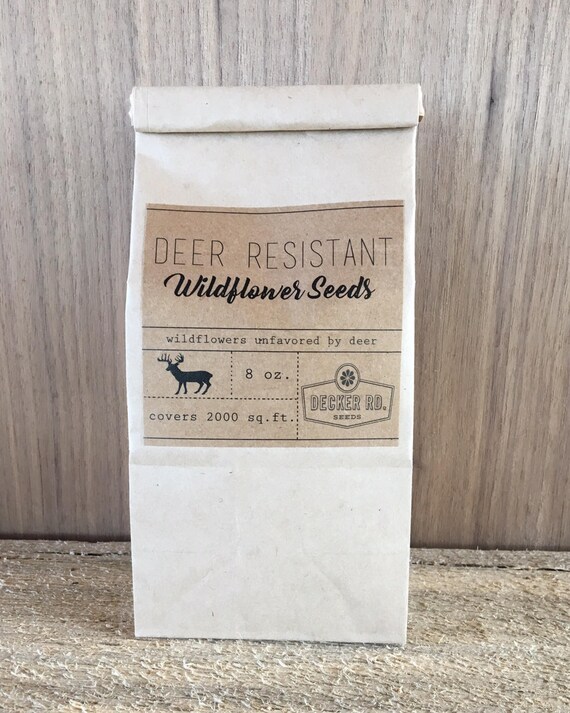 DEER RESISTANT
Wildflower Seeds
wildflowers unfavored by deer
8 oz.
covers 2000 sq.ft.
DECKER RD.
SEEDS